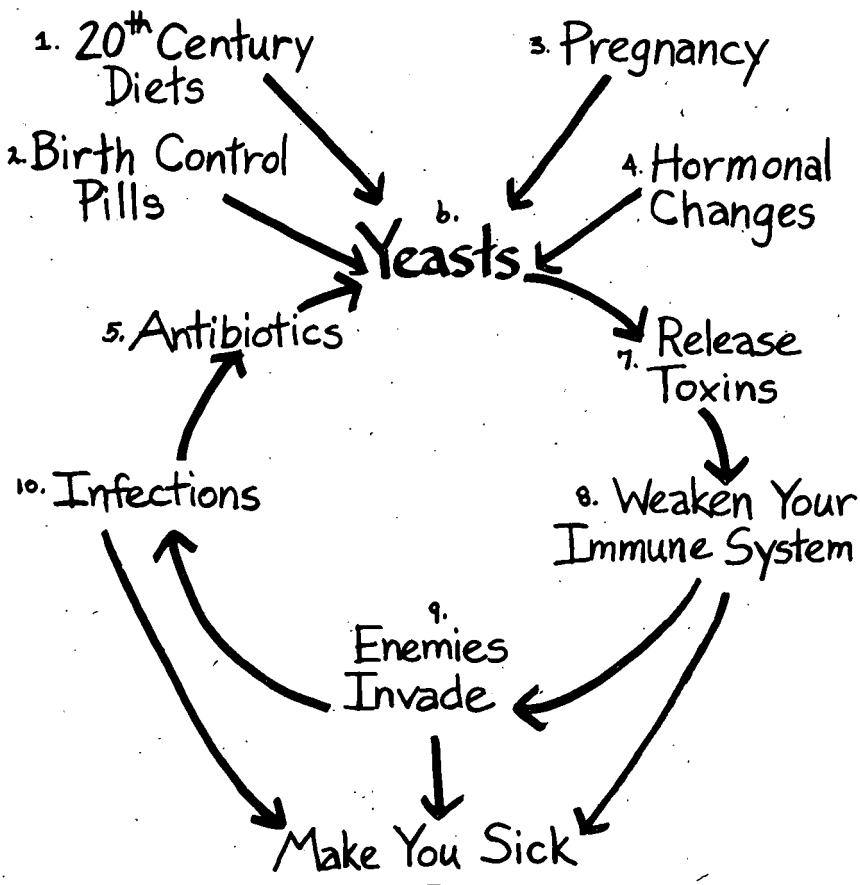 1. 20th Century
Diets
2. Birth Control
Pills
3. Pregnancy
4. Hormonal
Changes
5. Antibiotics
6.
Yeasts
7. Release
Toxins
8. Weaken Your
Immune System
9.
Enemies
Invade
10. Infections
Make You Sick